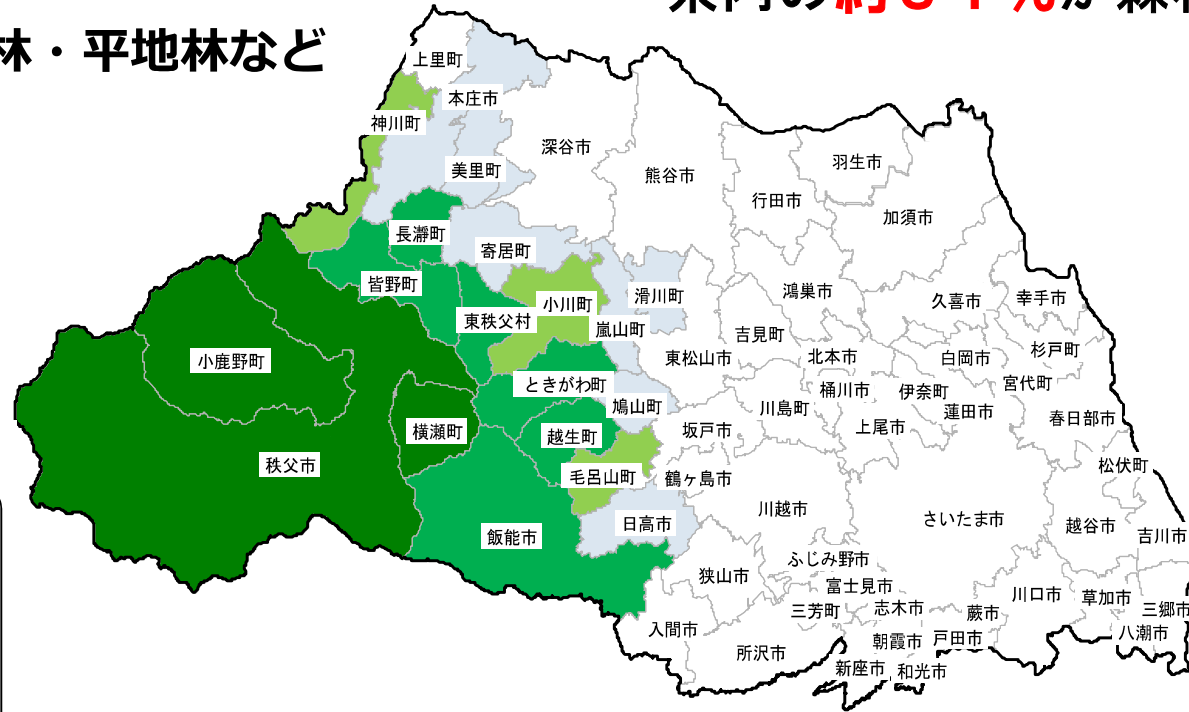 県内の約３１％が森林
林・平地林など
上里町
本庄市
神川町
深谷市
羽生市
美里町
熊谷市
行田市
加須市
長瀞町
寄居町
皆野町
滑川町
鴻巣市
久喜市
幸手市
小川町
東秩父村
嵐山町
吉見町
小鹿野町
東松山市
北本市
白岡市
杉戸町
ときがわ町
桶川市
伊奈町
宮代町
鳩山町
川島町
蓮田市
春日部市
横瀬町
越生町
坂戸市
上尾市
秩父市
毛呂山町
鶴ヶ島市
松伏町
川越市
さいたま市
日高市
越谷市
飯能市
吉川市
ふじみ野市
狭山市
富士見市
川口市
草加市
三芳町
志木市
蕨市
三郷市
入間市
朝霞市
戸田市
八潮市
所沢市
新座市
和光市